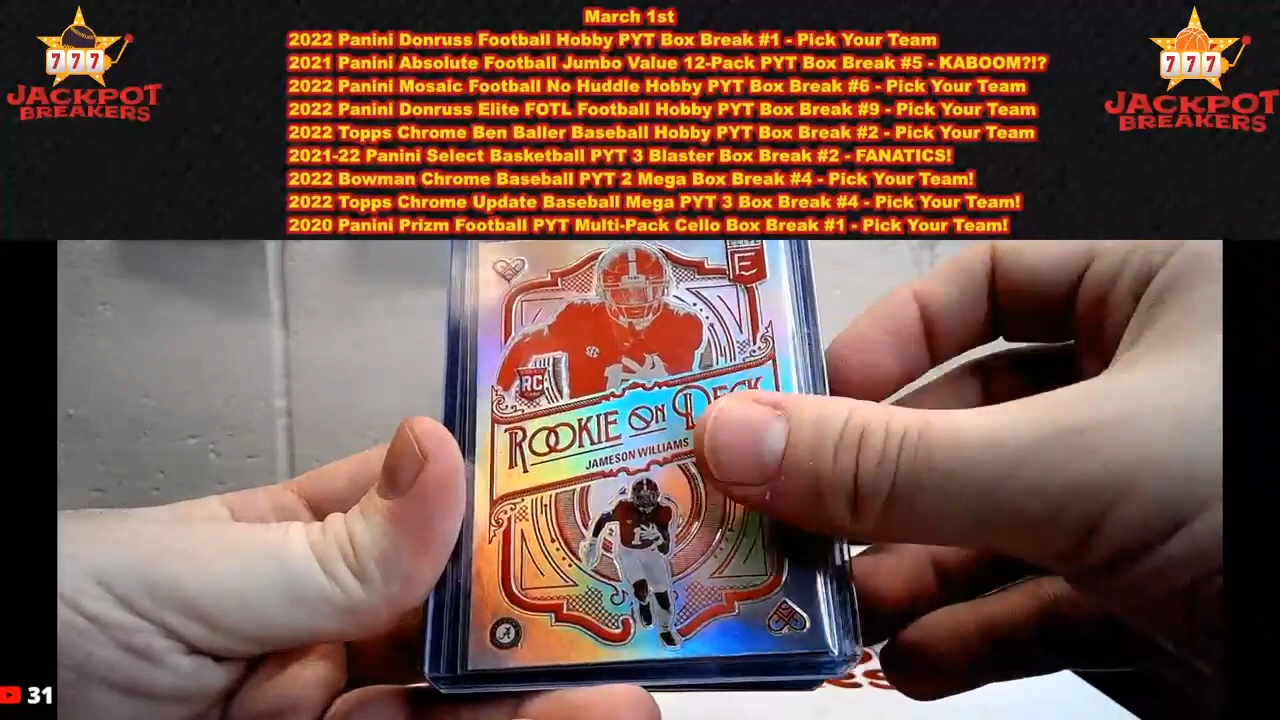 March 1st
2022 Panini Donruss Football Hobby PYT Box Break #1 - Pick Your Team
2021 Panini Absolute Football Jumbo Value 12-Pack PYT Box Break #5 - KABOOM?!?
2022 Panini Mosaic Football No Huddle Hobby PYT Box Break #6 - Pick Your Team
2022 Panini Donruss Elite FOTL Football Hobby PYT Box Break #9 - Pick Your Team
2022 Topps Chrome Ben Baller Baseball Hobby PYT Box Break #2 - Pick Your Team
2021-22 Panini Select Basketball PYT 3 Blaster Box Break #2 - FANATICS!
2022 Bowman Chrome Baseball PYT 2 Mega Box Break #4 - Pick Your Team!
2022 Topps Chrome Update Baseball Mega PYT 3 Box Break #4 - Pick Your Team!
2020 Panini Prizm Football PYT Multi-Pack Cello Box Break #1 - Pick Your Team!
777
JACKPOT
BREAKERS
777
JACKPOT
BREAKERS
E
SEC
RC
ROOKIE ON DECK
JAMESON WILLIAMS
1
A
31